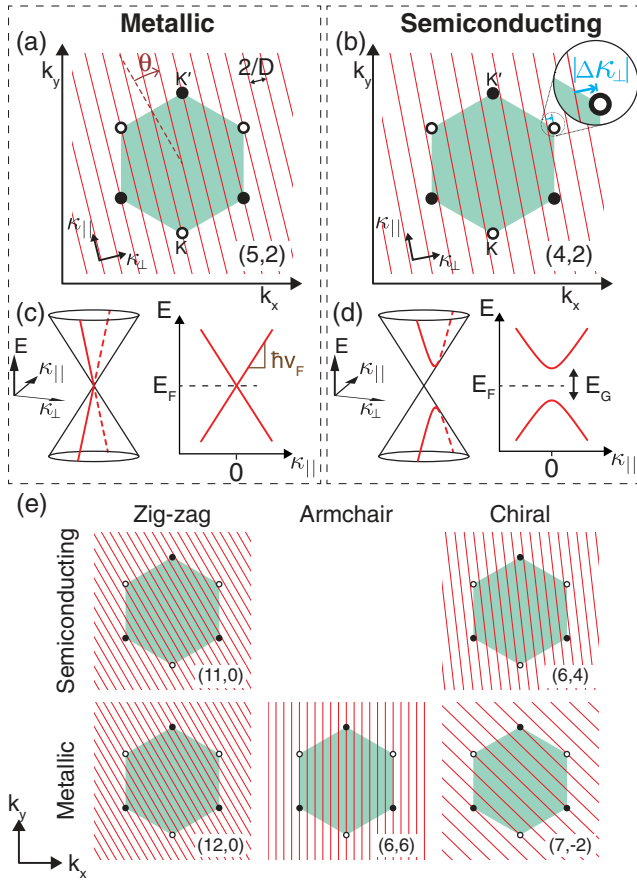 Metallic
Semiconducting
(a)
k_y
θ
2/D
K'
κ_||
κ_⊥
K
(5,2)
k_x
(b)
k_y
|Δκ_⊥|
K'
κ_||
κ_⊥
K
(4,2)
k_x
(c)
E
κ_||
κ_⊥
E
E_F
ħv_F
0
κ_||
(d)
E
κ_||
κ_⊥
E
E_F
E_G
0
κ_||
(e)
Zig-zag
Armchair
Chiral
Semiconducting
(11,0)
(6,4)
Metallic
(12,0)
(6,6)
(7,-2)
k_y
k_x